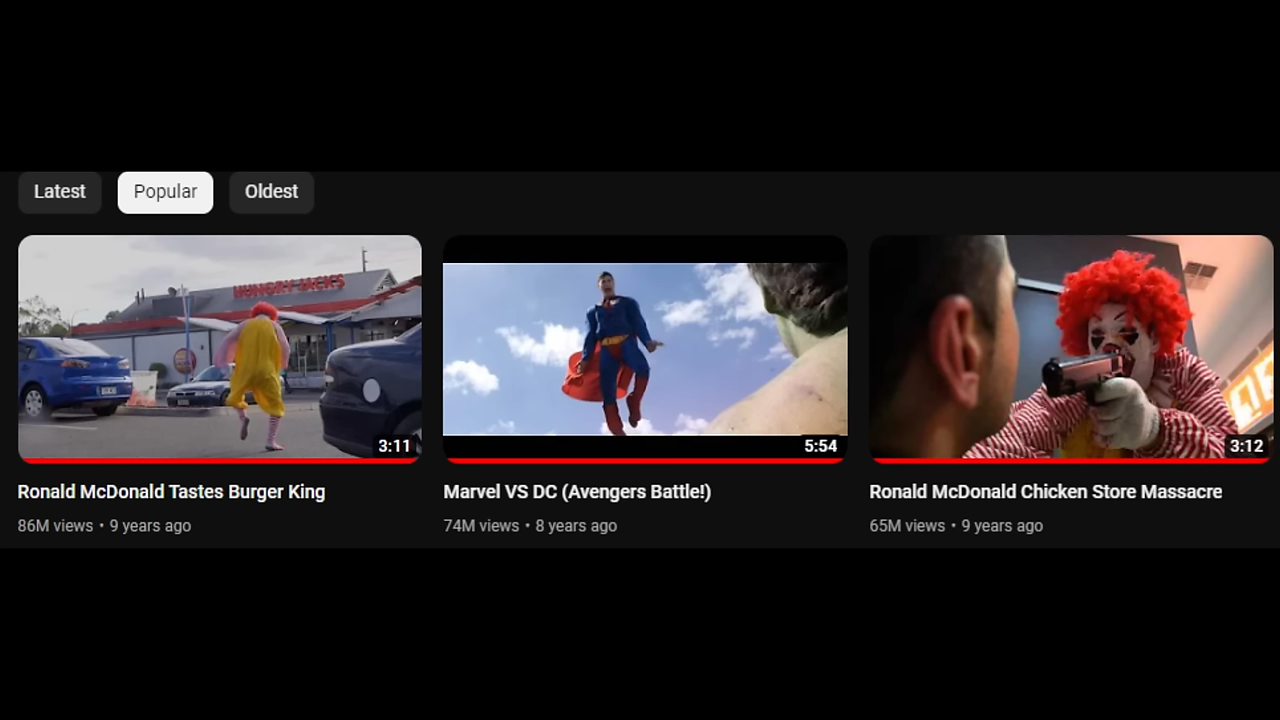 Latest
Popular
Oldest
HUNGRY JACK'S
3:11
5:54
3:12
Ronald McDonald Tastes Burger King
Marvel VS DC (Avengers Battle!)
Ronald McDonald Chicken Store Massacre
86M views • 9 years ago
74M views • 8 years ago
65M views • 9 years ago